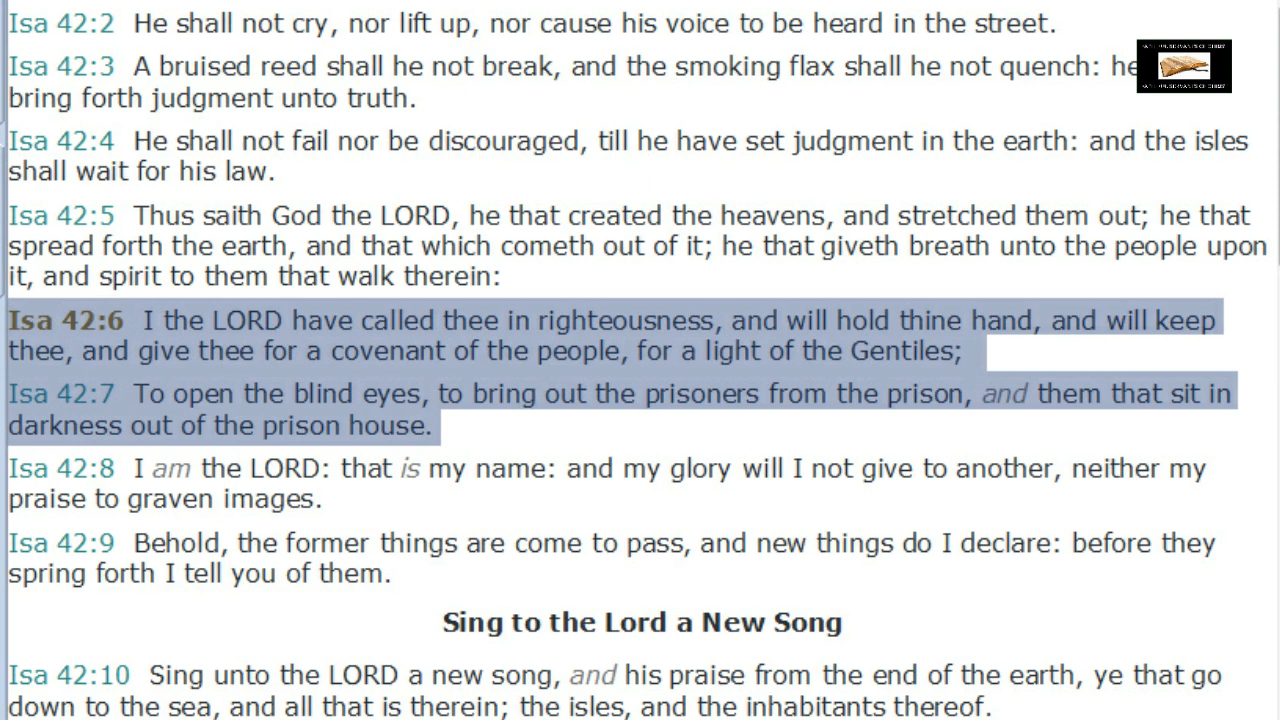 Isa 42:2 He shall not cry, nor lift up, nor cause his voice to be heard in the street.
Isa 42:3 A bruised reed shall he not break, and the smoking flax shall he not quench: he
bring forth judgment unto truth.
Isa 42:4 He shall not fail nor be discouraged, till he have set judgment in the earth: and the isles
shall wait for his law.
Isa 42:5 Thus saith God the LORD, he that created the heavens, and stretched them out; he that
spread forth the earth, and that which cometh out of it; he that giveth breath unto the people upon
it, and spirit to them that walk therein:
Isa 42:6 I the LORD have called thee in righteousness, and will hold thine hand, and will keep
thee, and give thee for a covenant of the people, for a light of the Gentiles;
Isa 42:7 To open the blind eyes, to bring out the prisoners from the prison, and them that sit in
darkness out of the prison house.
Isa 42:8 I am the LORD: that is my name: and my glory will I not give to another, neither my
praise to graven images.
Isa 42:9 Behold, the former things are come to pass, and new things do I declare: before they
spring forth I tell you of them.
Sing to the Lord a New Song
Isa 42:10 Sing unto the LORD a new song, and his praise from the end of the earth, ye that go
down to the sea, and all that is therein; the isles, and the inhabitants thereof.